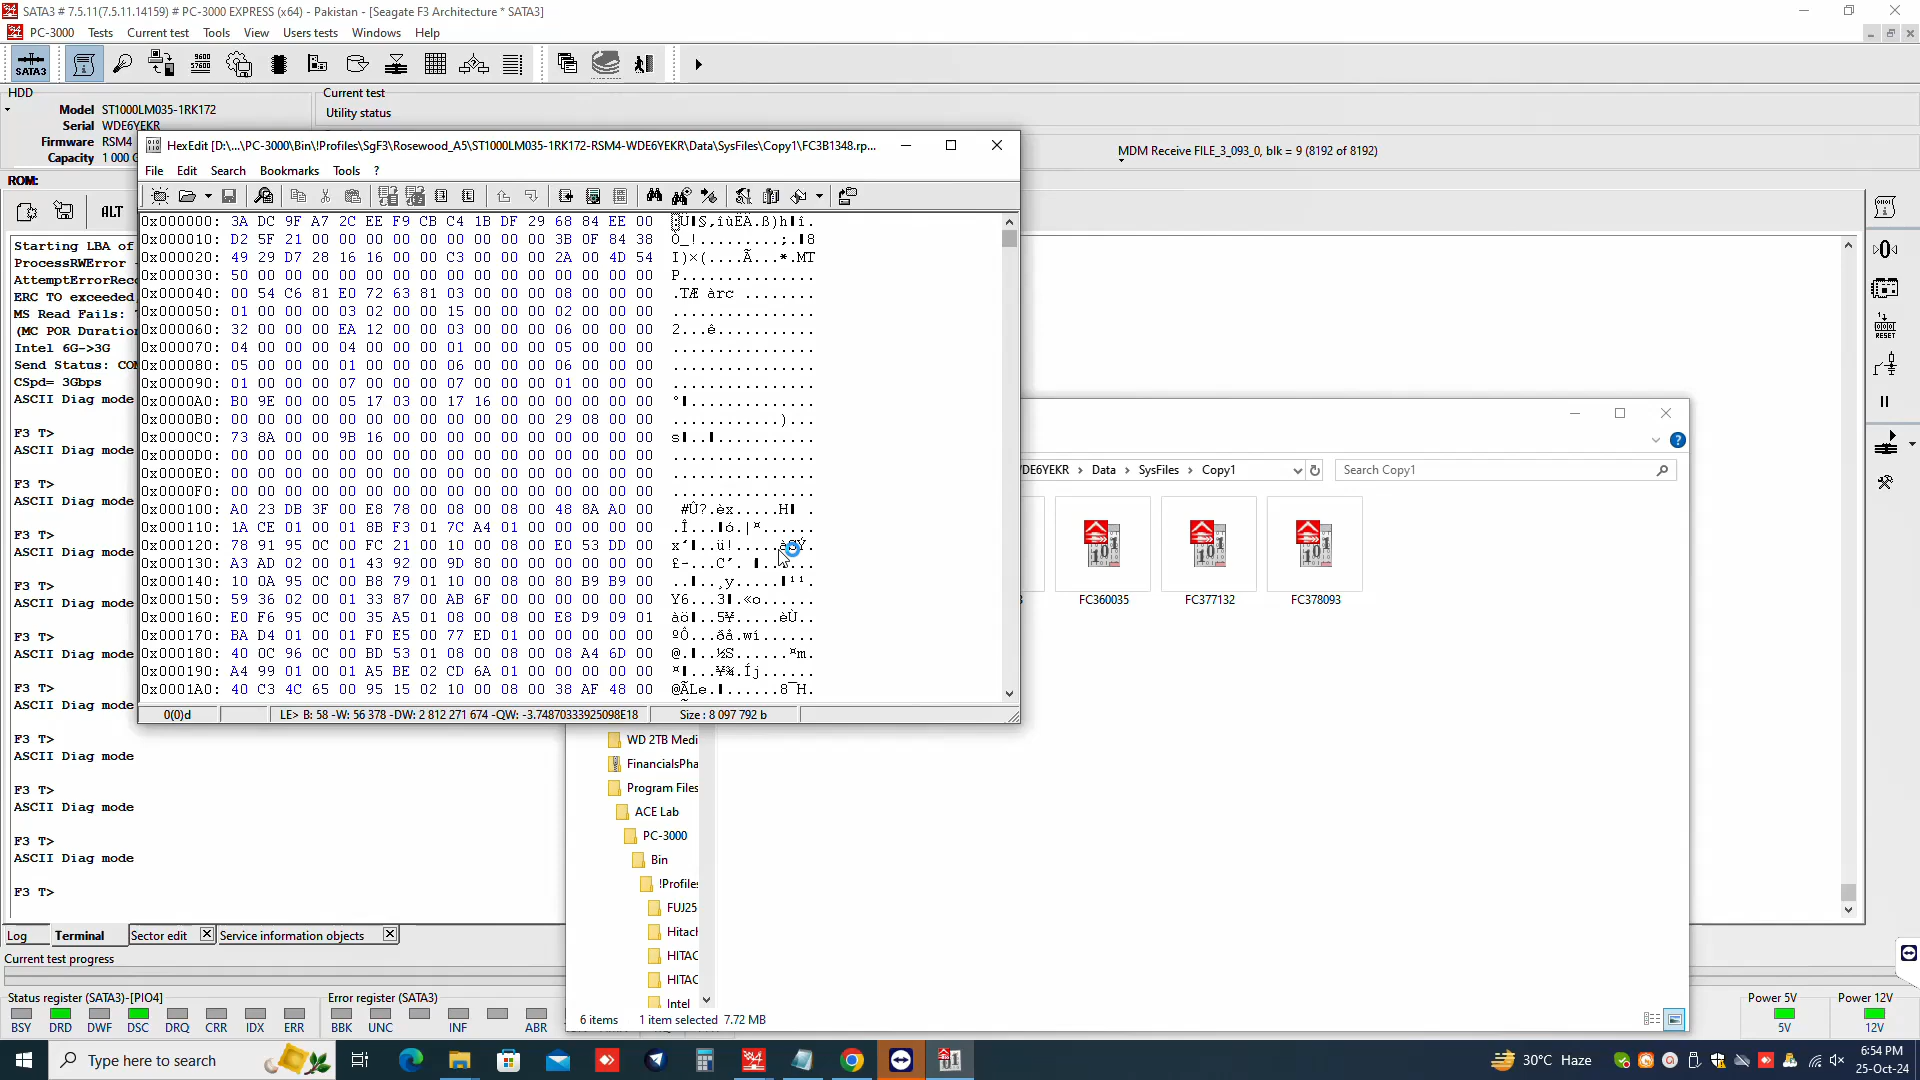 SATA3 # 7.5.11(7.5.11.14159) # PC-3000 EXPRESS (x64) - Pakistan - [Seagate F3 Architecture * SATA3]
PC-3000 Tests Current test Tools View Users tests Windows Help
SATA3
HDD
Model ST1000LM035-1RK172
Serial WDE6YEKR
Firmware RSM4
Capacity 1 000 G
Current test
Utility status
MDM Receive FILE_3_093_0, blk = 9 (8192 of 8192)
ROM:
ALT
Starting LBA of
ProcessRWError -
AttemptErrorReco
ERC TO exceeded,
MS Read Fails:
(MC POR Duration
Intel 6G->3G
Send Status: COM
CSpd= 3Gbps
ASCII Diag mode
F3 T>
ASCII Diag mode
F3 T>
ASCII Diag mode
F3 T>
ASCII Diag mode
F3 T>
ASCII Diag mode
F3 T>
ASCII Diag mode
F3 T>
ASCII Diag mode
F3 T>
ASCII Diag mode
F3 T>
ASCII Diag mode
F3 T>
ASCII Diag mode
F3 T>
HexEdit [D:\...\PC-3000\Bin\!Profiles\SgF3\Rosewood_A5\ST1000LM035-1RK172-RSM4-WDE6YEKR\Data\SysFiles\Copy1\FC3B1348.rp...
File Edit Search Bookmarks Tools ?
0x000000: 3A DC 9F A7 2C EE F9 CB C4 1B DF 29 68 84 EE 00
0x000010: D2 5F 21 00 00 00 00 00 00 00 00 00 3B 0F 84 38
0x000020: 49 29 D7 28 16 16 00 00 C3 00 00 00 2A 00 4D 54
0x000030: 50 00 00 00 00 00 00 00 00 00 00 00 00 00 00 00
0x000040: 00 54 C6 81 E0 72 63 81 03 00 00 00 08 00 00 00
0x000050: 01 00 00 00 03 02 00 00 15 00 00 00 02 00 00 00
0x000060: 32 00 00 00 EA 12 00 00 03 00 00 00 06 00 00 00
0x000070: 04 00 00 00 04 00 00 00 01 00 00 00 05 00 00 00
0x000080: 05 00 00 00 01 00 00 00 06 00 00 00 06 00 00 00
0x000090: 01 00 00 00 07 00 00 00 07 00 00 00 01 00 00 00
0x0000A0: B0 9E 00 00 05 17 03 00 17 16 00 00 00 00 00 00
0x0000B0: 00 00 00 00 00 00 00 00 00 00 00 00 29 08 00 00
0x0000C0: 73 8A 00 00 9B 16 00 00 00 00 00 00 00 00 00 00
0x0000D0: 00 00 00 00 00 00 00 00 00 00 00 00 00 00 00 00
0x0000E0: 00 00 00 00 00 00 00 00 00 00 00 00 00 00 00 00
0x0000F0: 00 00 00 00 00 00 00 00 00 00 00 00 00 00 00 00
0x000100: A0 23 DB 3F 00 E8 78 00 08 00 08 00 48 8A A0 00
0x000110: 1A CE 01 00 01 8B F3 01 7C A4 01 00 00 00 00 00
0x000120: 78 91 95 0C 00 FC 21 00 10 00 08 00 E0 53 DD 00
0x000130: A3 AD 02 00 01 43 92 00 9D 80 00 00 00 00 00 00
0x000140: 10 0A 95 0C 00 B8 79 01 10 00 08 00 80 B9 B9 00
0x000150: 59 36 02 00 01 33 87 00 AB 6F 00 00 00 00 00 00
0x000160: E0 F6 95 0C 00 35 A5 01 08 00 08 00 E8 D9 09 01
0x000170: BA D4 01 00 01 F0 E5 00 77 ED 01 00 00 00 00 00
0x000180: 40 0C 96 0C 00 BD 53 01 08 00 08 00 08 A4 6D 00
0x000190: A4 99 01 00 01 A5 BE 02 CD 6A 01 00 00 00 00 00
0x0001A0: 40 C3 4C 65 00 95 15 02 10 00 08 00 38 AF 48 00
0(0)d LE> B: 58 -W: 56 378 -DW: 2 812 271 674 -QW: -3.74870333925098E18 Size : 8 097 792 b
WDE6YEKR > Data > SysFiles > Copy1
Search Copy1
FC360035 FC377132 FC378093
WD 2TB Medi
FinancialsPha
Program Files
ACE Lab
PC-3000
Bin
!Profiles
FUJ25
Hitach
HITAC
HITAC
Intel
6 items 1 item selected 7.72 MB
Log Terminal Sector edit Service information objects
Current test progress
Status register (SATA3)-[PIO4] Error register (SATA3)
BSY DRD DWF DSC DRQ CRR IDX ERR BBK UNC INF ABR
Power 5V Power 12V
5V 12V
RESET
Type here to search
30°C Haze
6:54 PM
25-Oct-24